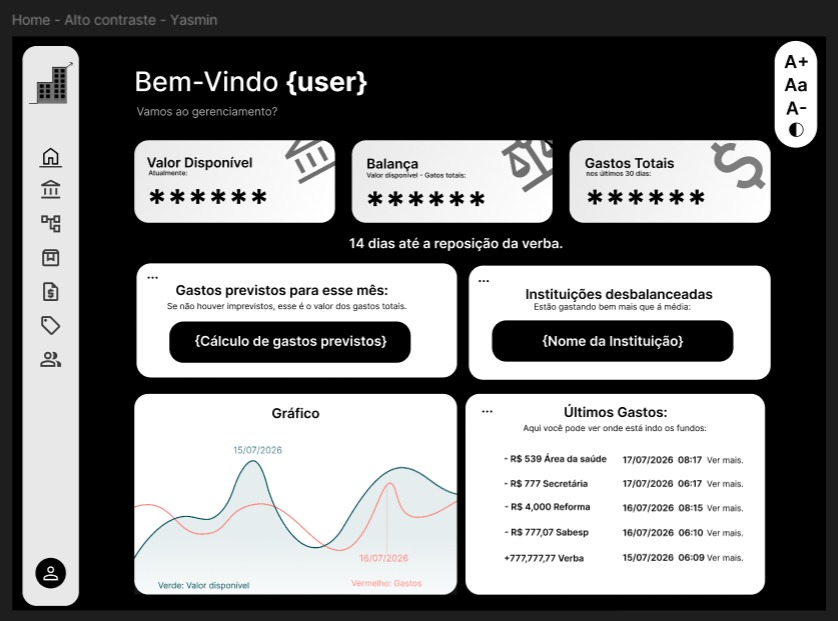 Home - Alto contraste - Yasmin
A+
Aa
A-
Bem-Vindo {user}
Vamos ao gerenciamento?
Valor Disponível
Atualmente:
******
Balança
Valor disponível - Gatos totais:
******
Gastos Totais
nos últimos 30 dias:
******
14 dias até a reposição da verba.
...
Gastos previstos para esse mês:
Se não houver imprevistos, esse é o valor dos gastos totais.
{Cálculo de gastos previstos}
...
Instituições desbalanceadas
Estão gastando bem mais que á média:
{Nome da Instituição}
Gráfico
15/07/2026
16/07/2026
Verde: Valor disponível
Vermelho: Gastos
...
Últimos Gastos:
Aqui você pode ver onde está indo os fundos:
- R$ 539 Área da saúde 17/07/2026 08:17 Ver mais.
- R$ 777 Secretária 17/07/2026 06:17 Ver mais.
- R$ 4,000 Reforma 16/07/2026 08:15 Ver mais.
- R$ 777,07 Sabesp 16/07/2026 06:10 Ver mais.
+777,777,77 Verba 15/07/2026 06:09 Ver mais.